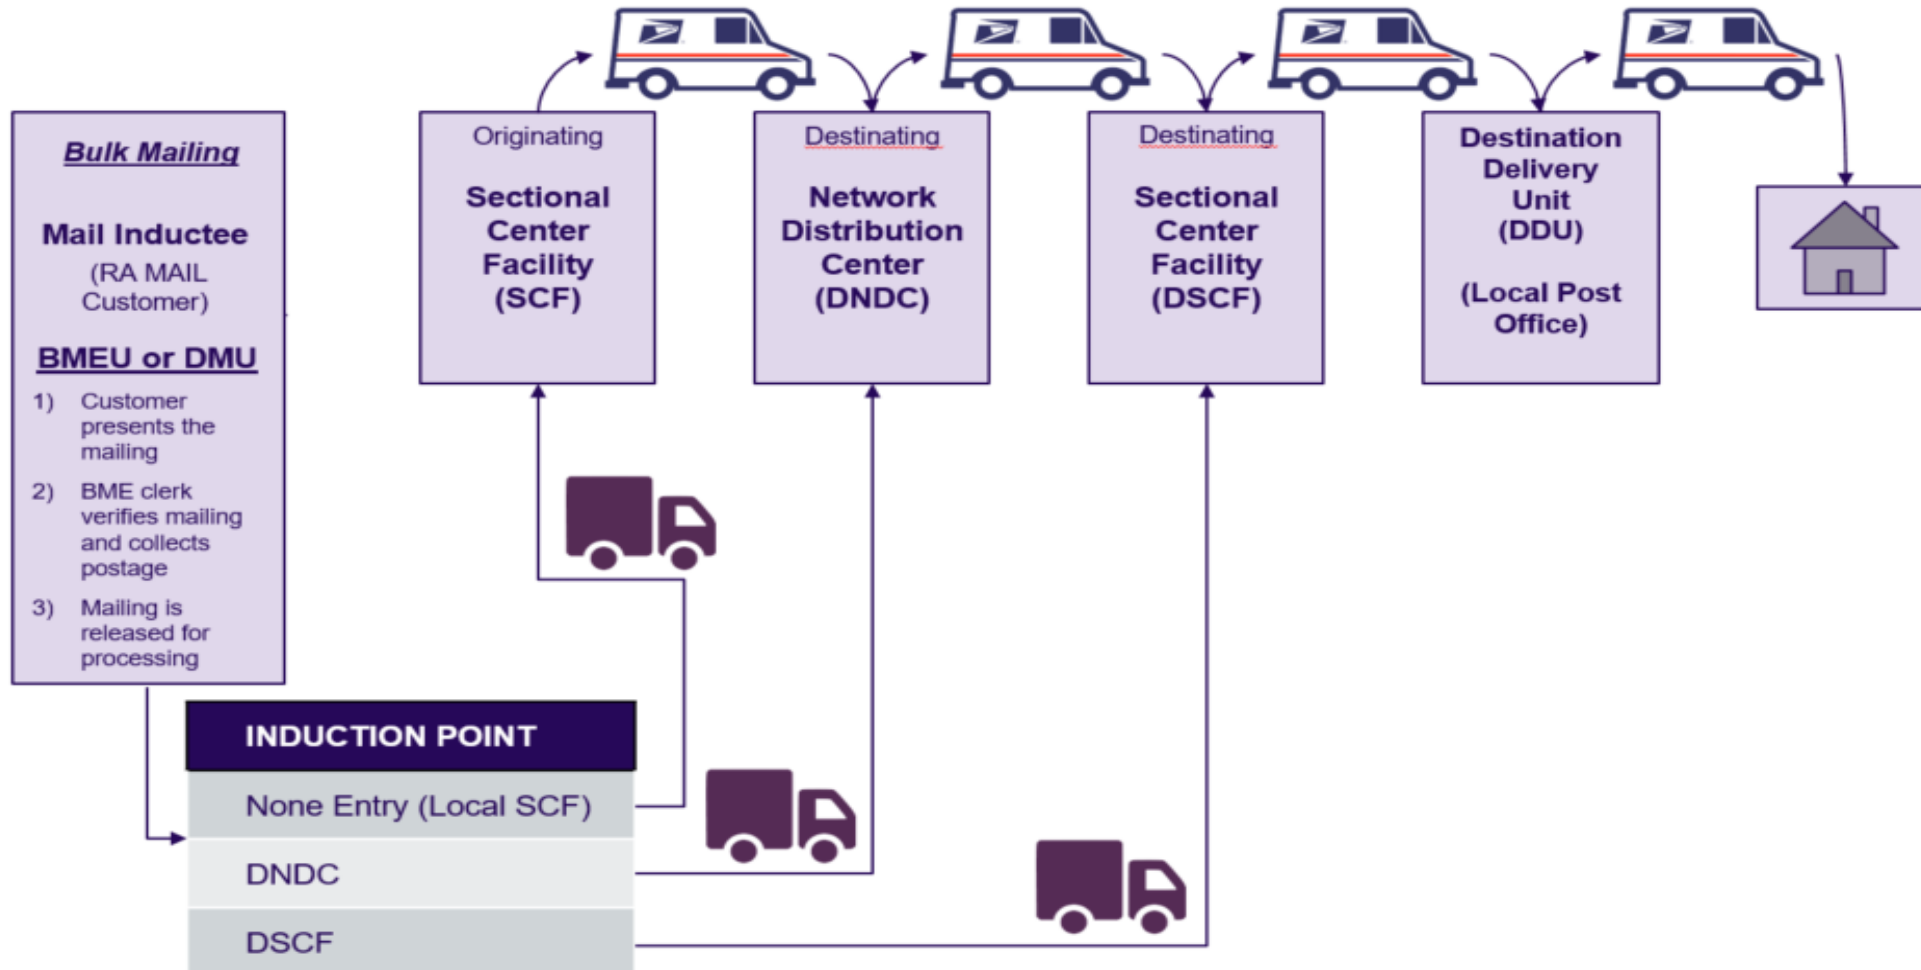 Bulk Mailing
Mail Inductee
(RA MAIL
Customer)
BMEU or DMU
1) Customer
presents the
mailing
2) BME clerk
verifies mailing
and collects
postage
3) Mailing is
released for
processing
Originating
Sectional
Center
Facility
(SCF)
Destinating
Network
Distribution
Center
(DNDC)
Destinating
Sectional
Center
Facility
(DSCF)
Destination
Delivery
Unit
(DDU)
(Local Post
Office)
INDUCTION POINT
None Entry (Local SCF)
DNDC
DSCF